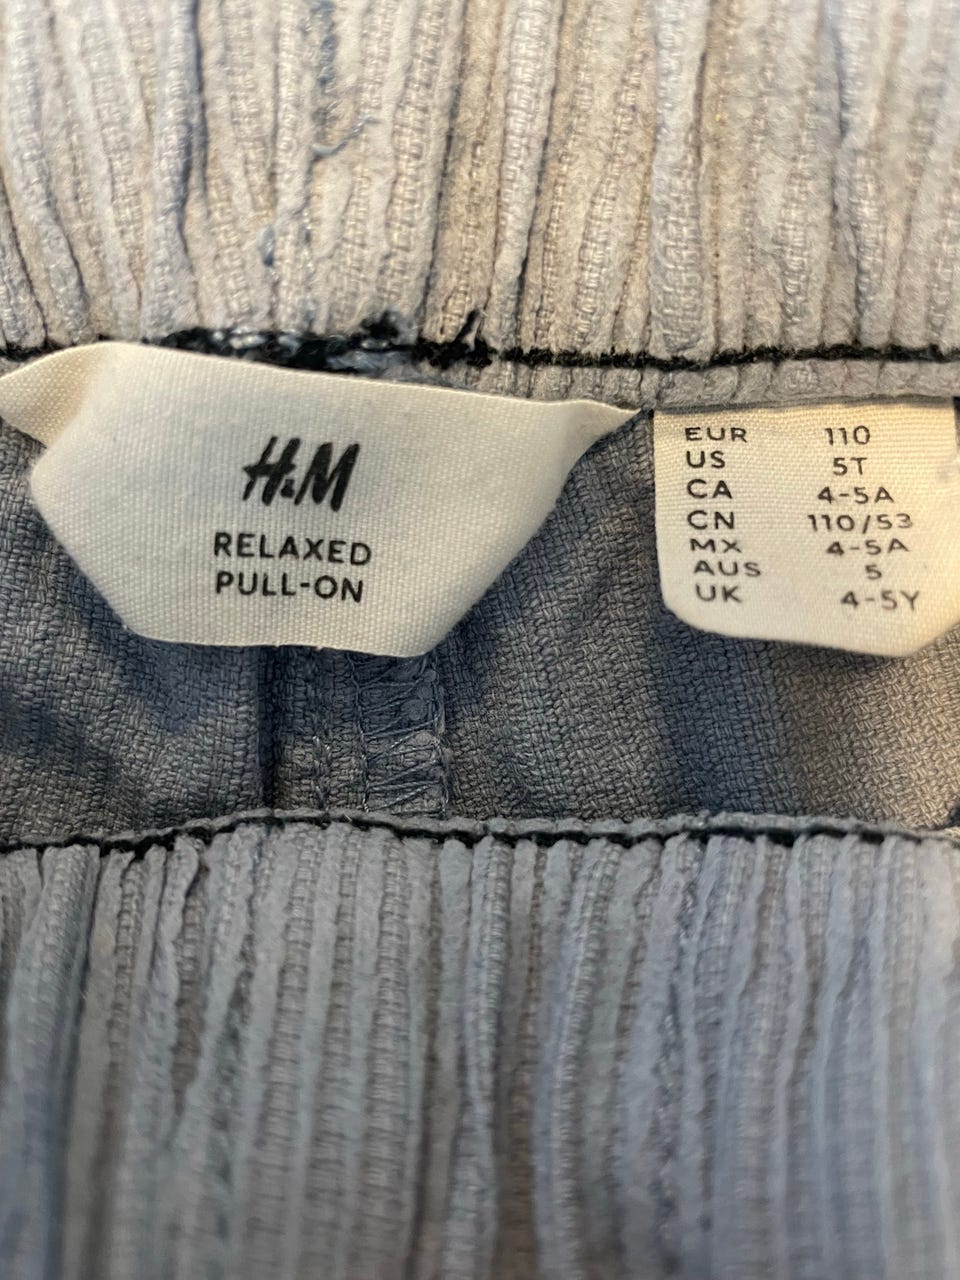 H&M
RELAXED
PULL-ON
EUR 110
US 5T
CA 4-5A
CN 110/53
MX 4-5A
AUS 5
UK 4-5Y